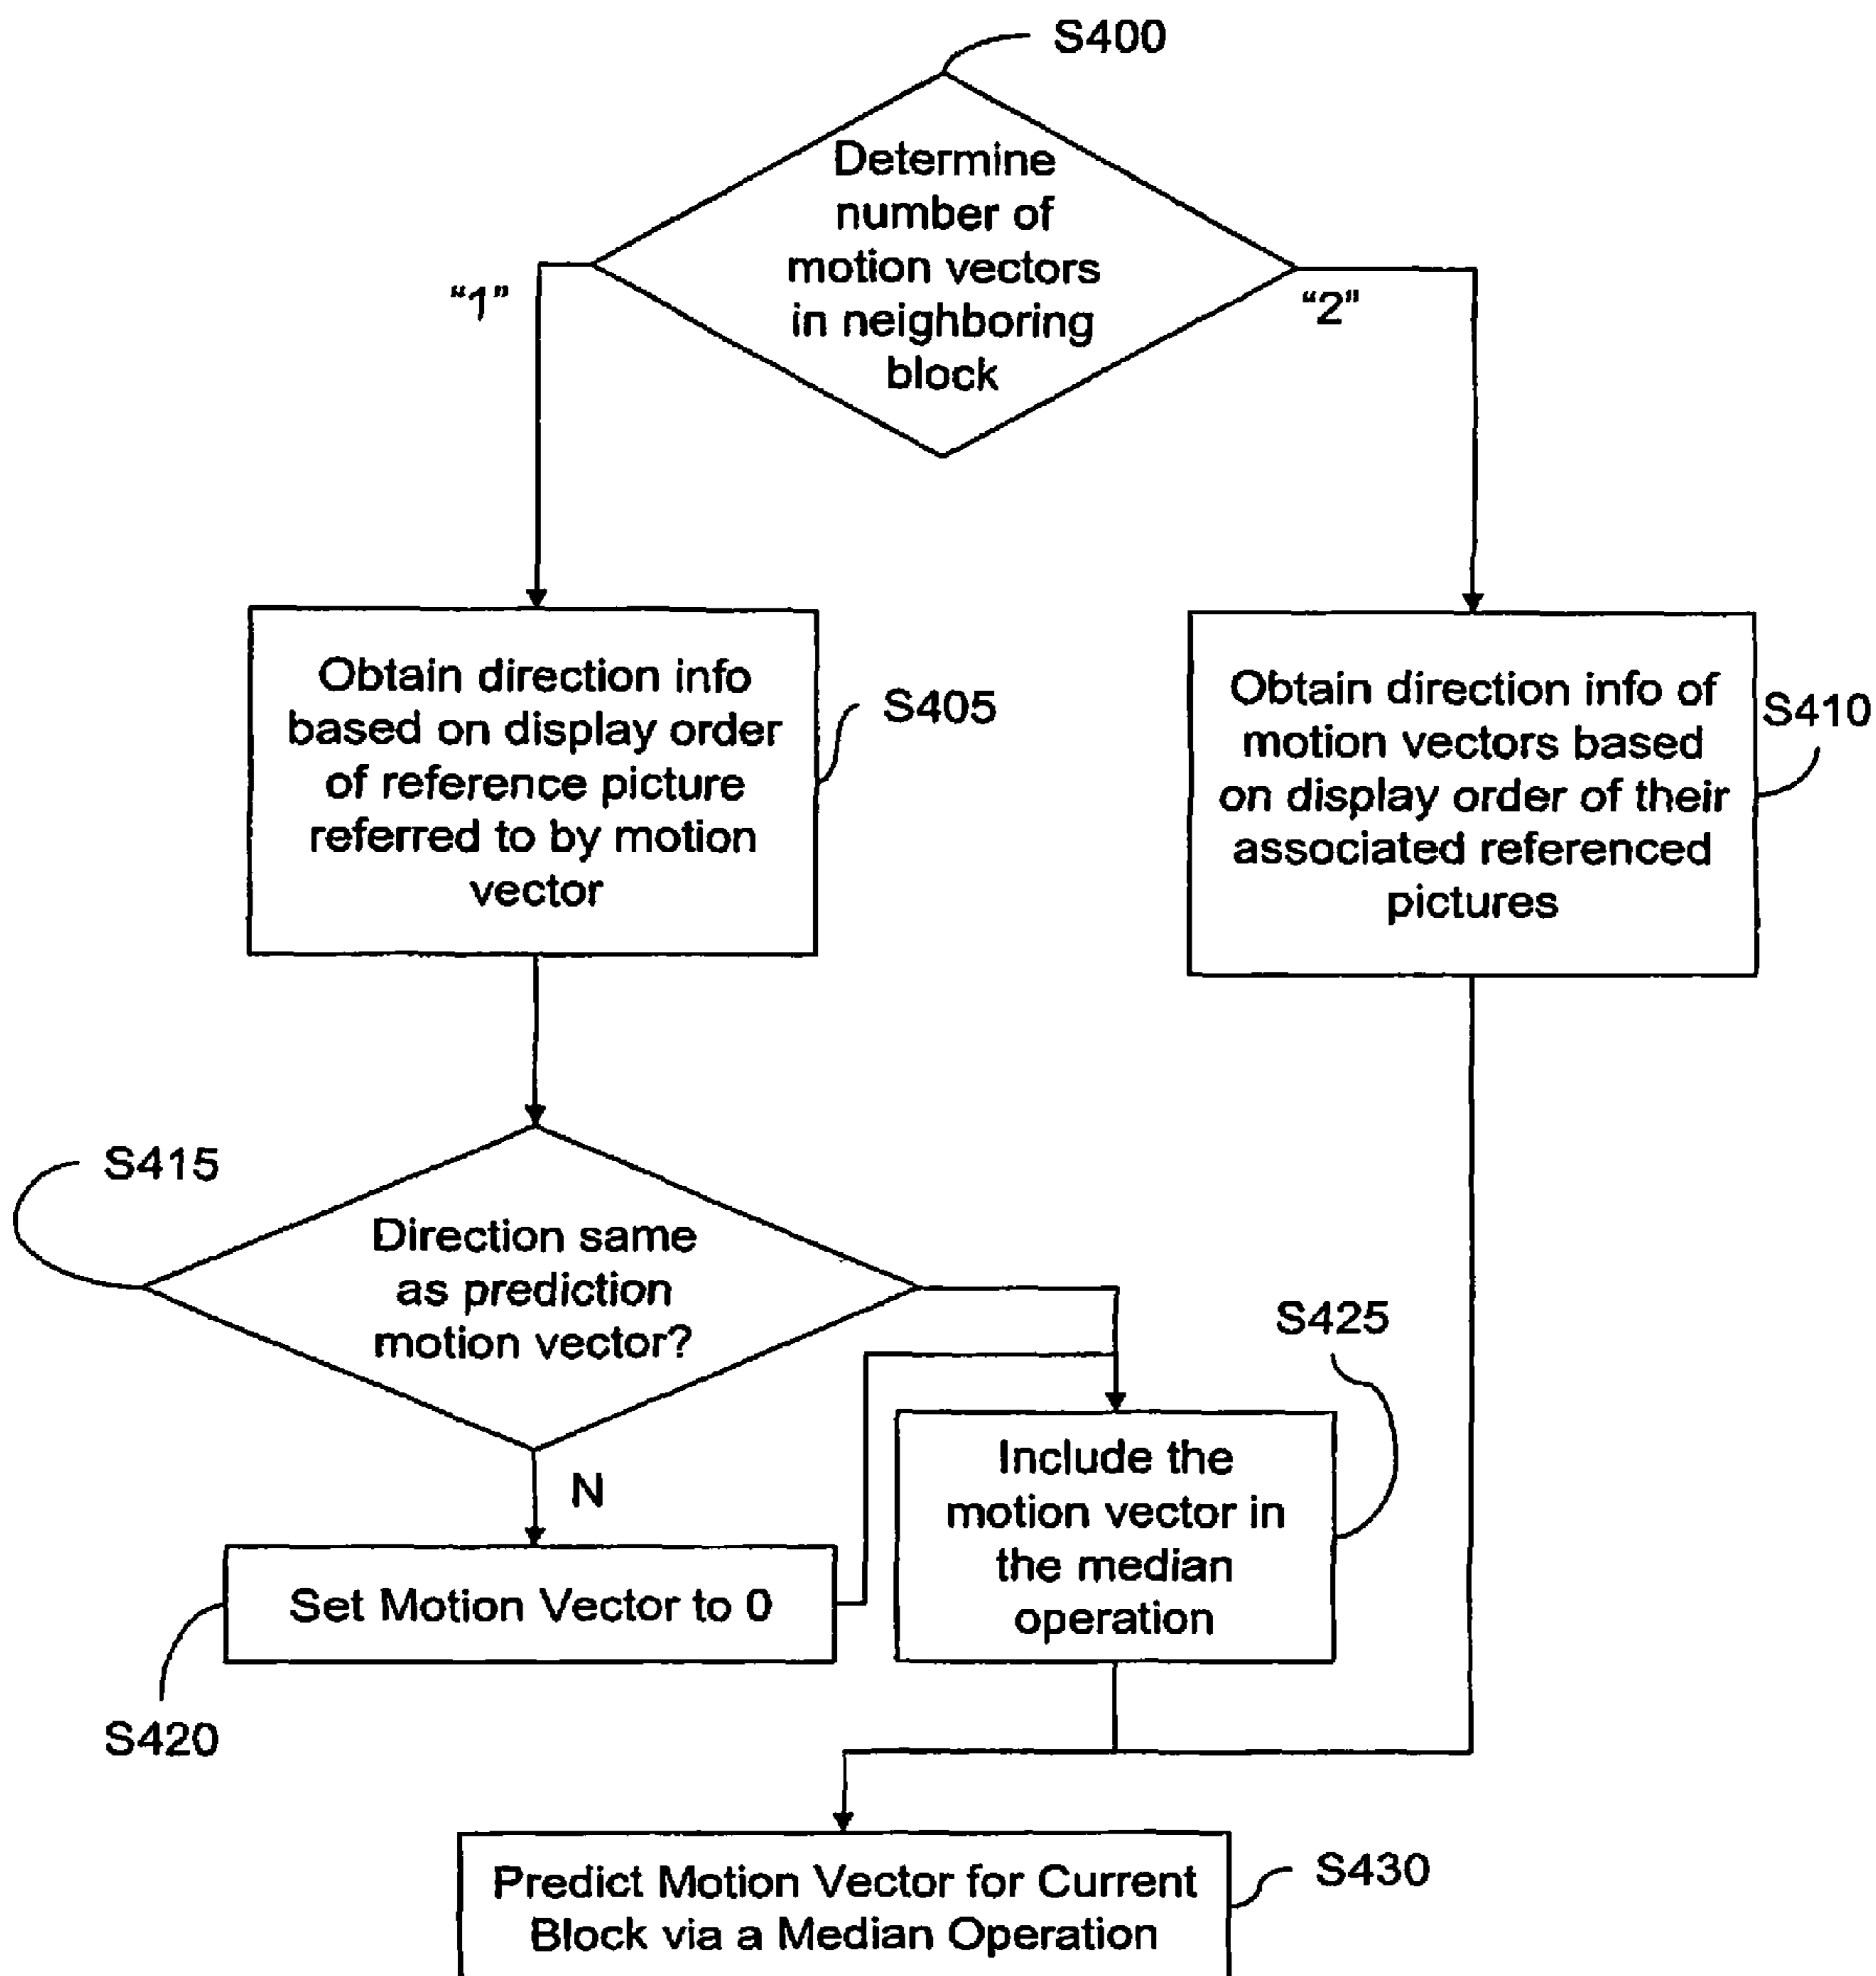 S400
Determine
number of
motion vectors
in neighboring
block
"1"
"2"
Obtain direction info
based on display order
of reference picture
referred to by motion
vector
S405
Obtain direction info of
motion vectors based
on display order of their
associated referenced
pictures
S410
S415
Direction same
as prediction
motion vector?
N
S425
Include the
motion vector in
the median
operation
Set Motion Vector to 0
S420
Predict Motion Vector for Current
Block via a Median Operation
S430